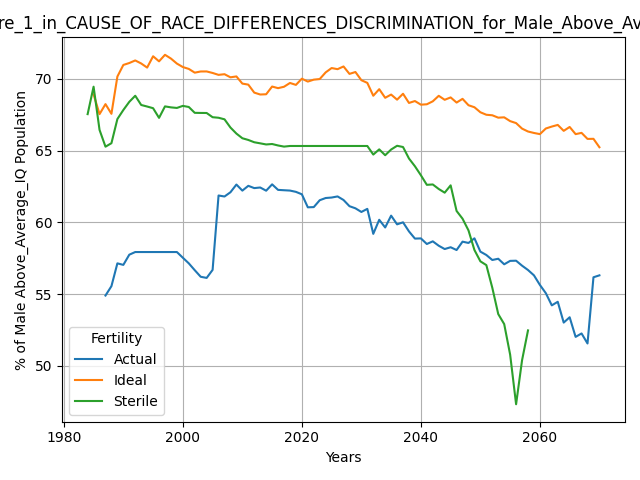 re_1_in_CAUSE_OF_RACE_DIFFERENCES_DISCRIMINATION_for_Male_Above_Av
% of Male Above_Average_IQ Population
70
65
60
55
50
Fertility
Actual
Ideal
Sterile
1980
2000
2020
2040
2060
Years